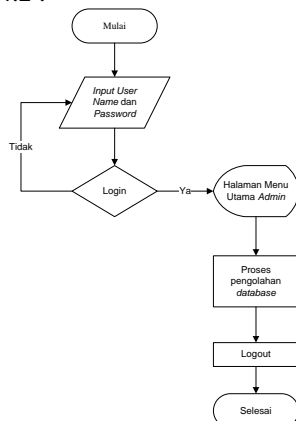 Mulai
Input User
Name dan
Password
Tidak
Login
Ya
Halaman Menu
Utama Admin
Proses
pengolahan
database
Logout
Selesai